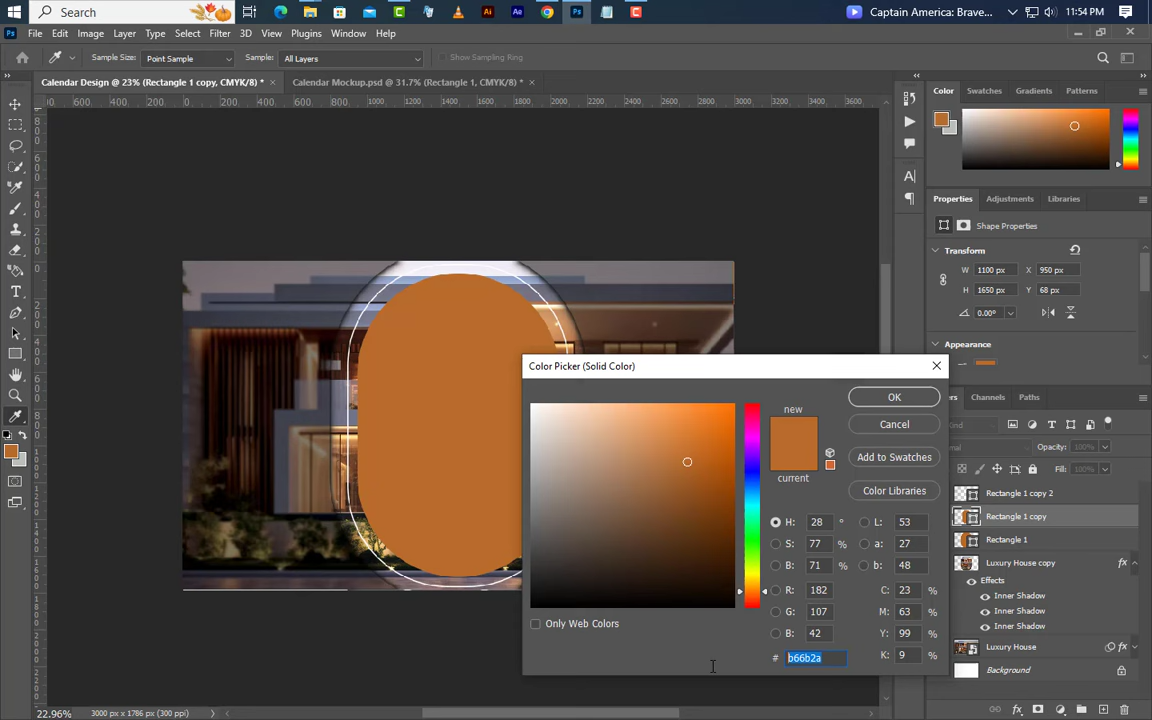 Search
Captain America: Brave...
11:54 PM
File Edit Image Layer Type Select Filter 3D View Plugins Window Help
Sample Size: Point Sample Sample: All Layers Show Sampling Ring
Calendar Design @ 23% (Rectangle 1 copy, CMYK/8) *
Calendar Mockup.psd @ 31.7% (Rectangle 1, CMYK/8) *
Color Swatches Gradients Patterns
Properties Adjustments Libraries
Shape Properties
Transform
W 1100 px X 950 px
H 1650 px Y 68 px
0.00°
Appearance
Color Picker (Solid Color)
new
current
OK
Cancel
Add to Swatches
Color Libraries
H: 28 ° L: 53
S: 77 % a: 27
B: 71 % b: 48
R: 182 C: 23 %
G: 107 M: 63 %
B: 42 Y: 99 %
# b66b2a K: 9 %
Only Web Colors
Channels Paths
Opacity:
Fill:
Rectangle 1 copy 2
Rectangle 1 copy
Rectangle 1
Luxury House copy fx
Effects
Inner Shadow
Inner Shadow
Inner Shadow
Luxury House
Background
22.96% 3000 px x 1786 px (300 ppi)